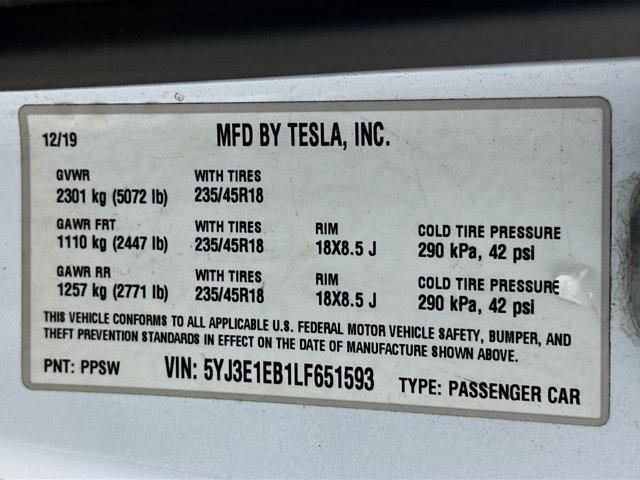 12/19 MFD BY TESLA, INC.
GVWR WITH TIRES
2301 kg (5072 lb) 235/45R18
GAWR FRT WITH TIRES RIM COLD TIRE PRESSURE
1110 kg (2447 lb) 235/45R18 18X8.5 J 290 kPa, 42 psi
GAWR RR WITH TIRES RIM COLD TIRE PRESSURE
1257 kg (2771 lb) 235/45R18 18X8.5 J 290 kPa, 42 psi
THIS VEHICLE CONFORMS TO ALL APPLICABLE U.S. FEDERAL MOTOR VEHICLE SAFETY, BUMPER, AND
THEFT PREVENTION STANDARDS IN EFFECT ON THE DATE OF MANUFACTURE SHOWN ABOVE.
PNT: PPSW VIN: 5YJ3E1EB1LF651593 TYPE: PASSENGER CAR